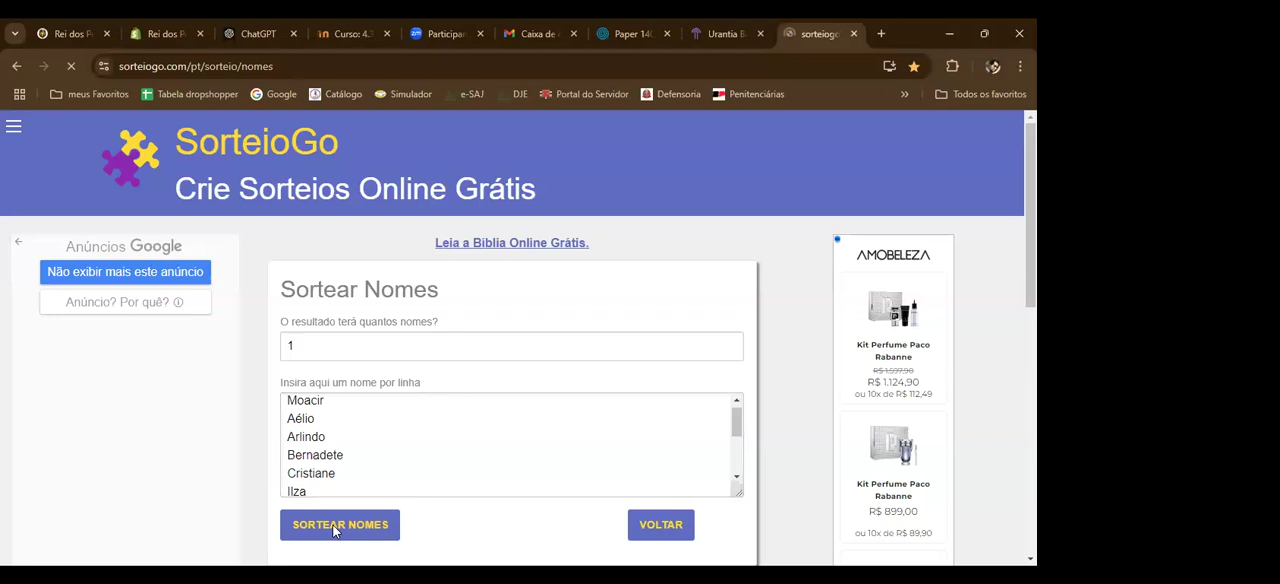 Rei dos P
Rei dos P
ChatGPT
Curso: 4.
Participa
Caixa de
Paper 14
Urantia B
sorteiogo
sorteiogo.com/pt/sorteio/nomes
meus Favoritos
Tabela dropshopper
Google
Catálogo
Simulador
e-SAJ
DJE
Portal do Servidor
Defensoria
Penitenciárias
»
Todos os favoritos
SorteioGo
Crie Sorteios Online Grátis
Anúncios Google
Não exibir mais este anúncio
Anúncio? Por quê?
Leia a Bíblia Online Grátis.
Sortear Nomes
O resultado terá quantos nomes?
1
Insira aqui um nome por linha
Moacir
Aélio
Arlindo
Bernadete
Cristiane
Ilza
SORTEAR NOMES
VOLTAR
AMOBELEZA
Kit Perfume Paco
Rabanne
R$ 1.124,90
ou 10x de R$ 112,49
Kit Perfume Paco
Rabanne
R$ 899,00
ou 10x de R$ 89,90